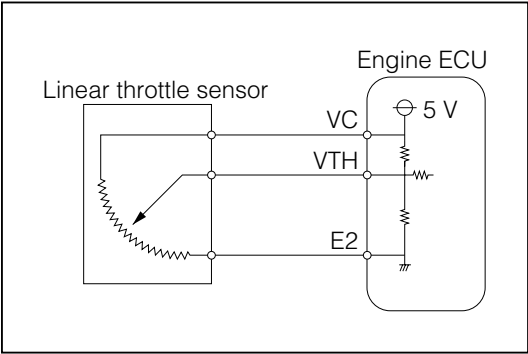 Engine ECU
Linear throttle sensor
5 V
VC
VTH
E2